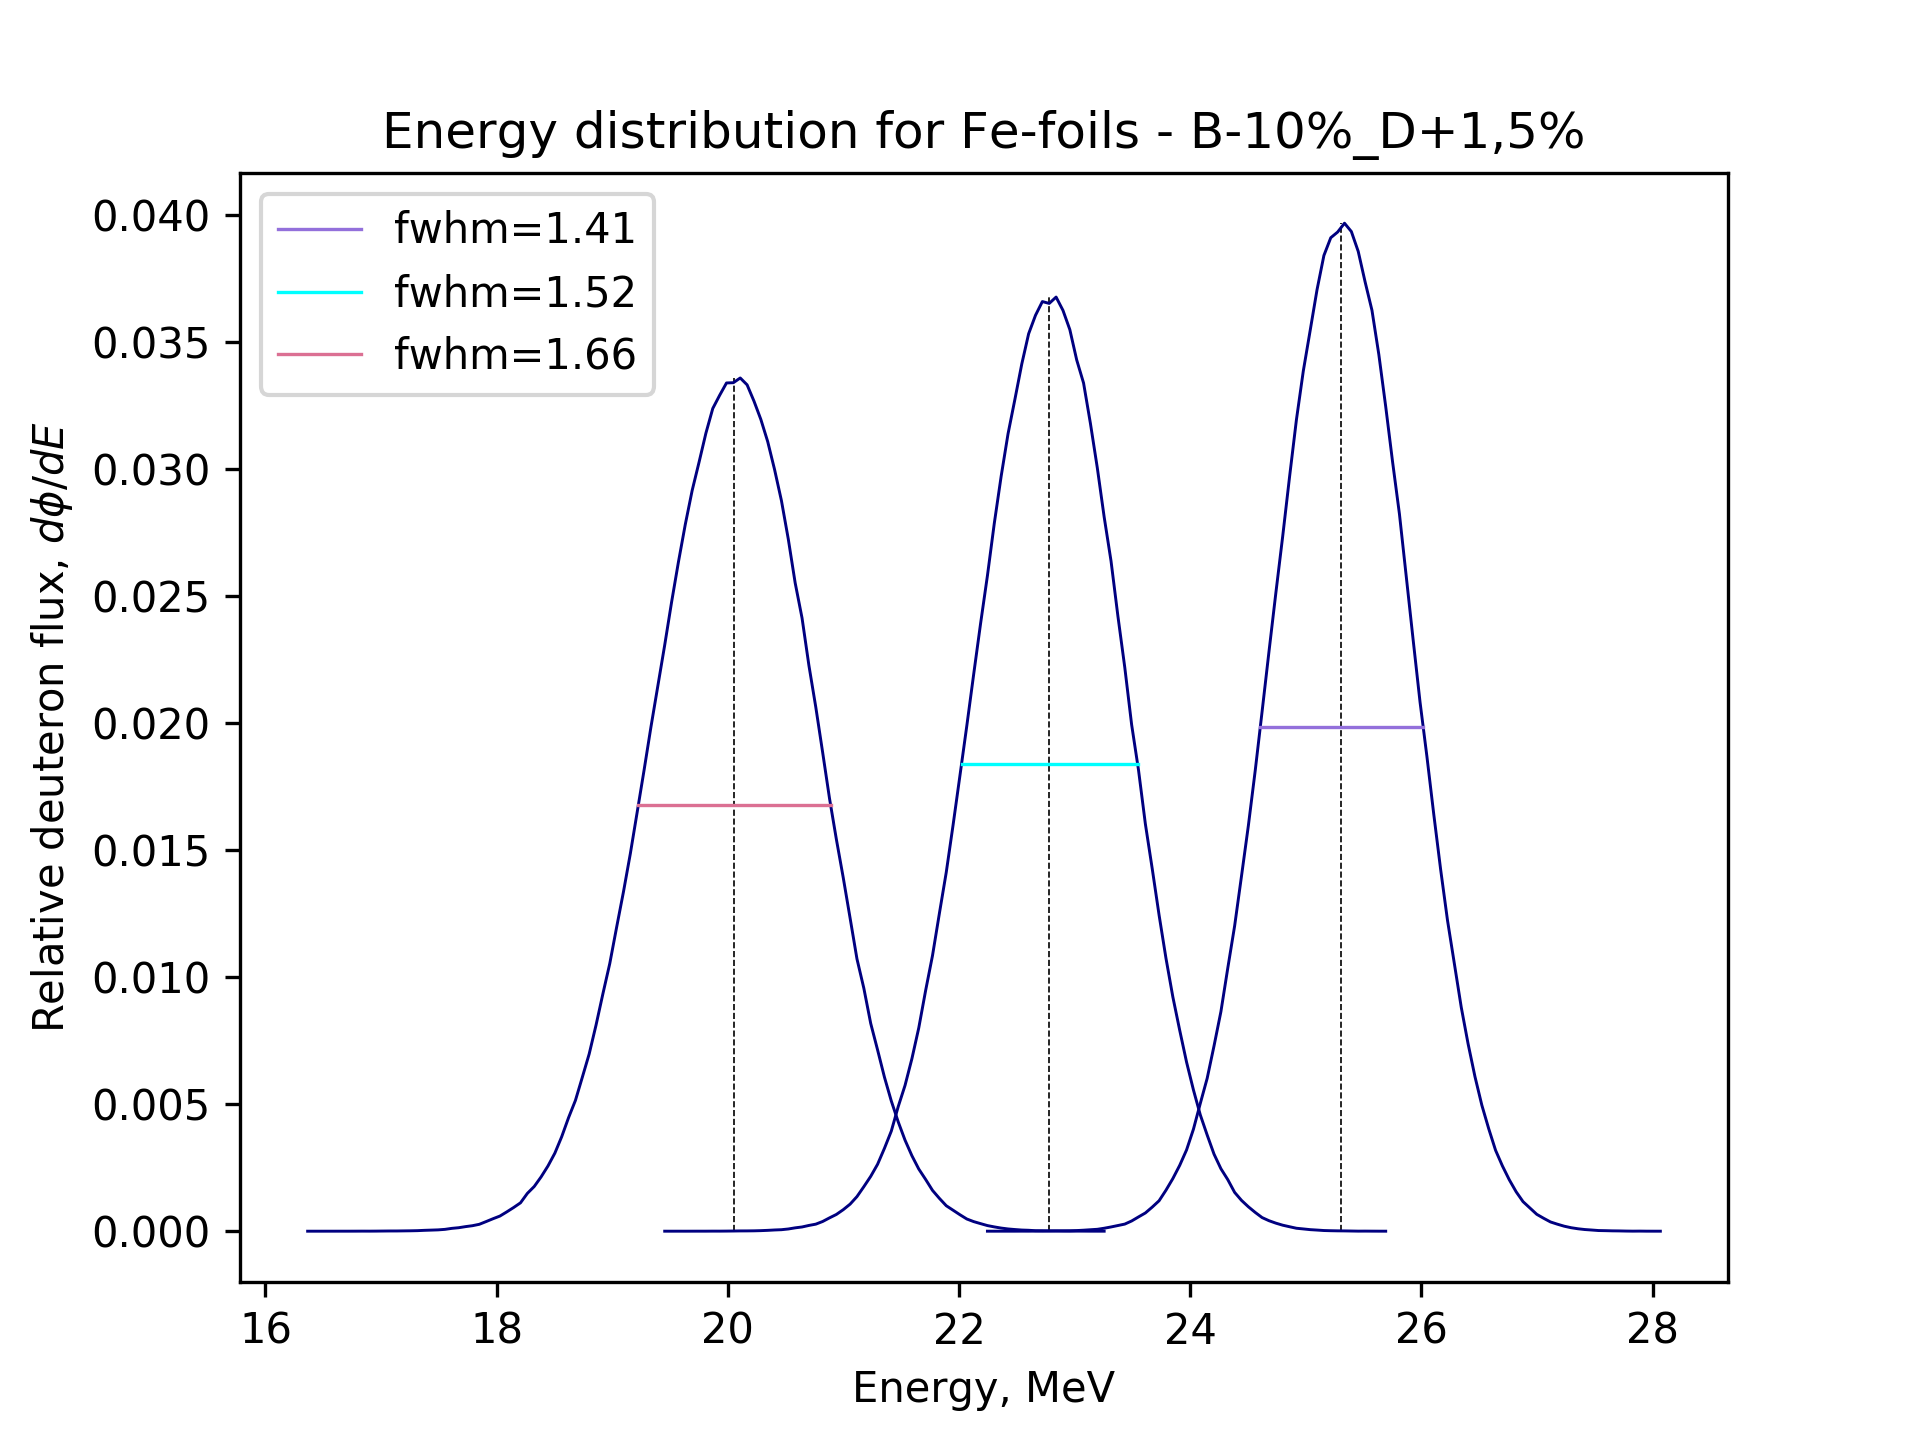 Energy distribution for Fe-foils - B-10%_D+1,5%
fwhm=1.41
fwhm=1.52
fwhm=1.66
Relative deuteron flux, dϕ/dE
0.040
0.035
0.030
0.025
0.020
0.015
0.010
0.005
0.000
16 18 20 22 24 26 28
Energy, MeV